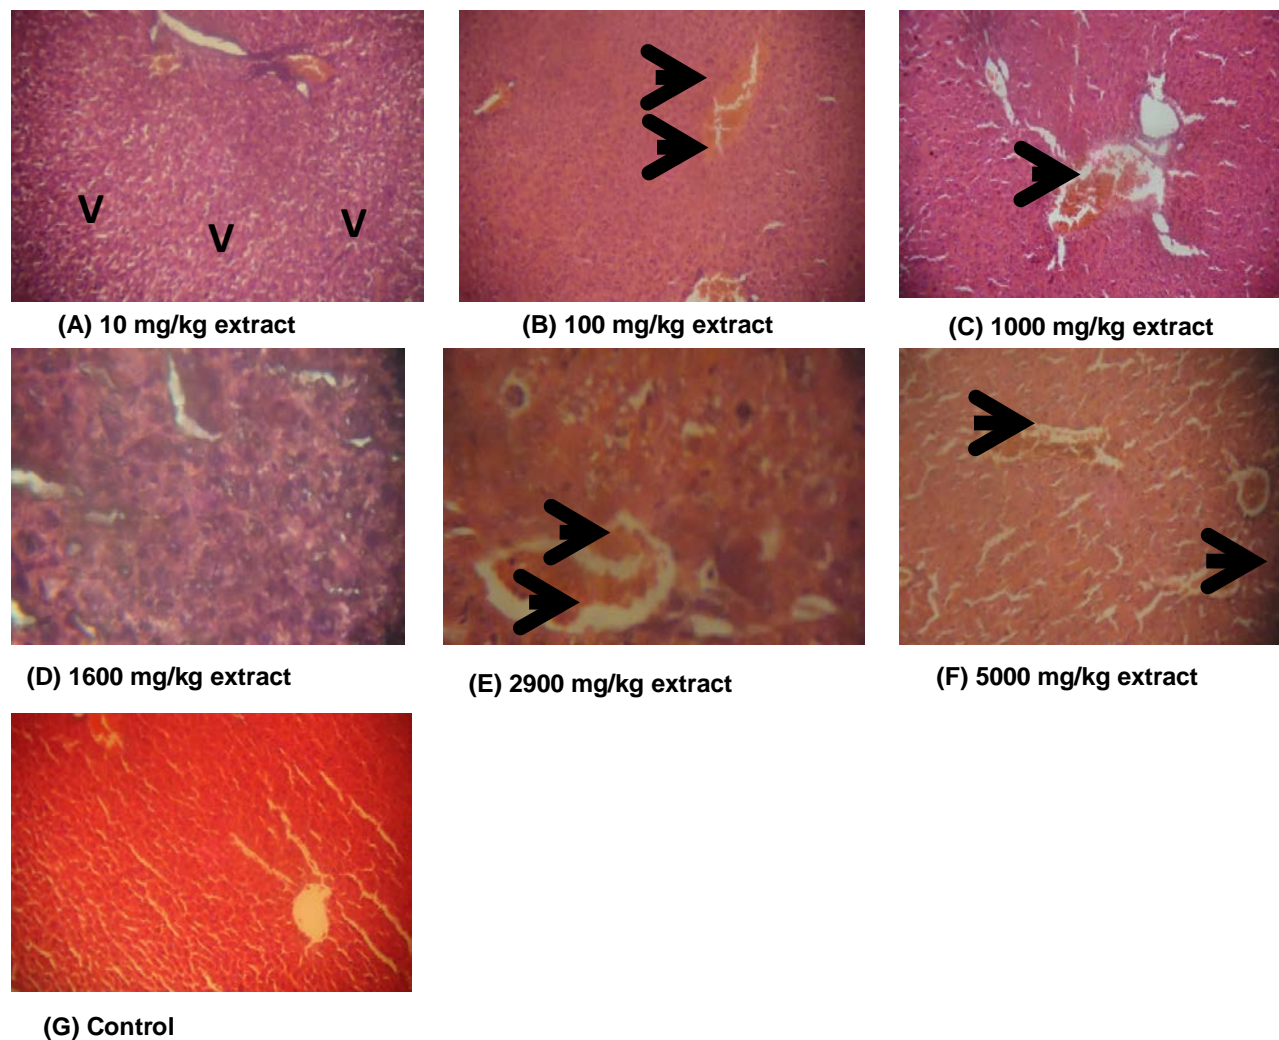 V
V
V
(A) 10 mg/kg extract
(B) 100 mg/kg extract
(C) 1000 mg/kg extract
(D) 1600 mg/kg extract
(E) 2900 mg/kg extract
(F) 5000 mg/kg extract
(G) Control